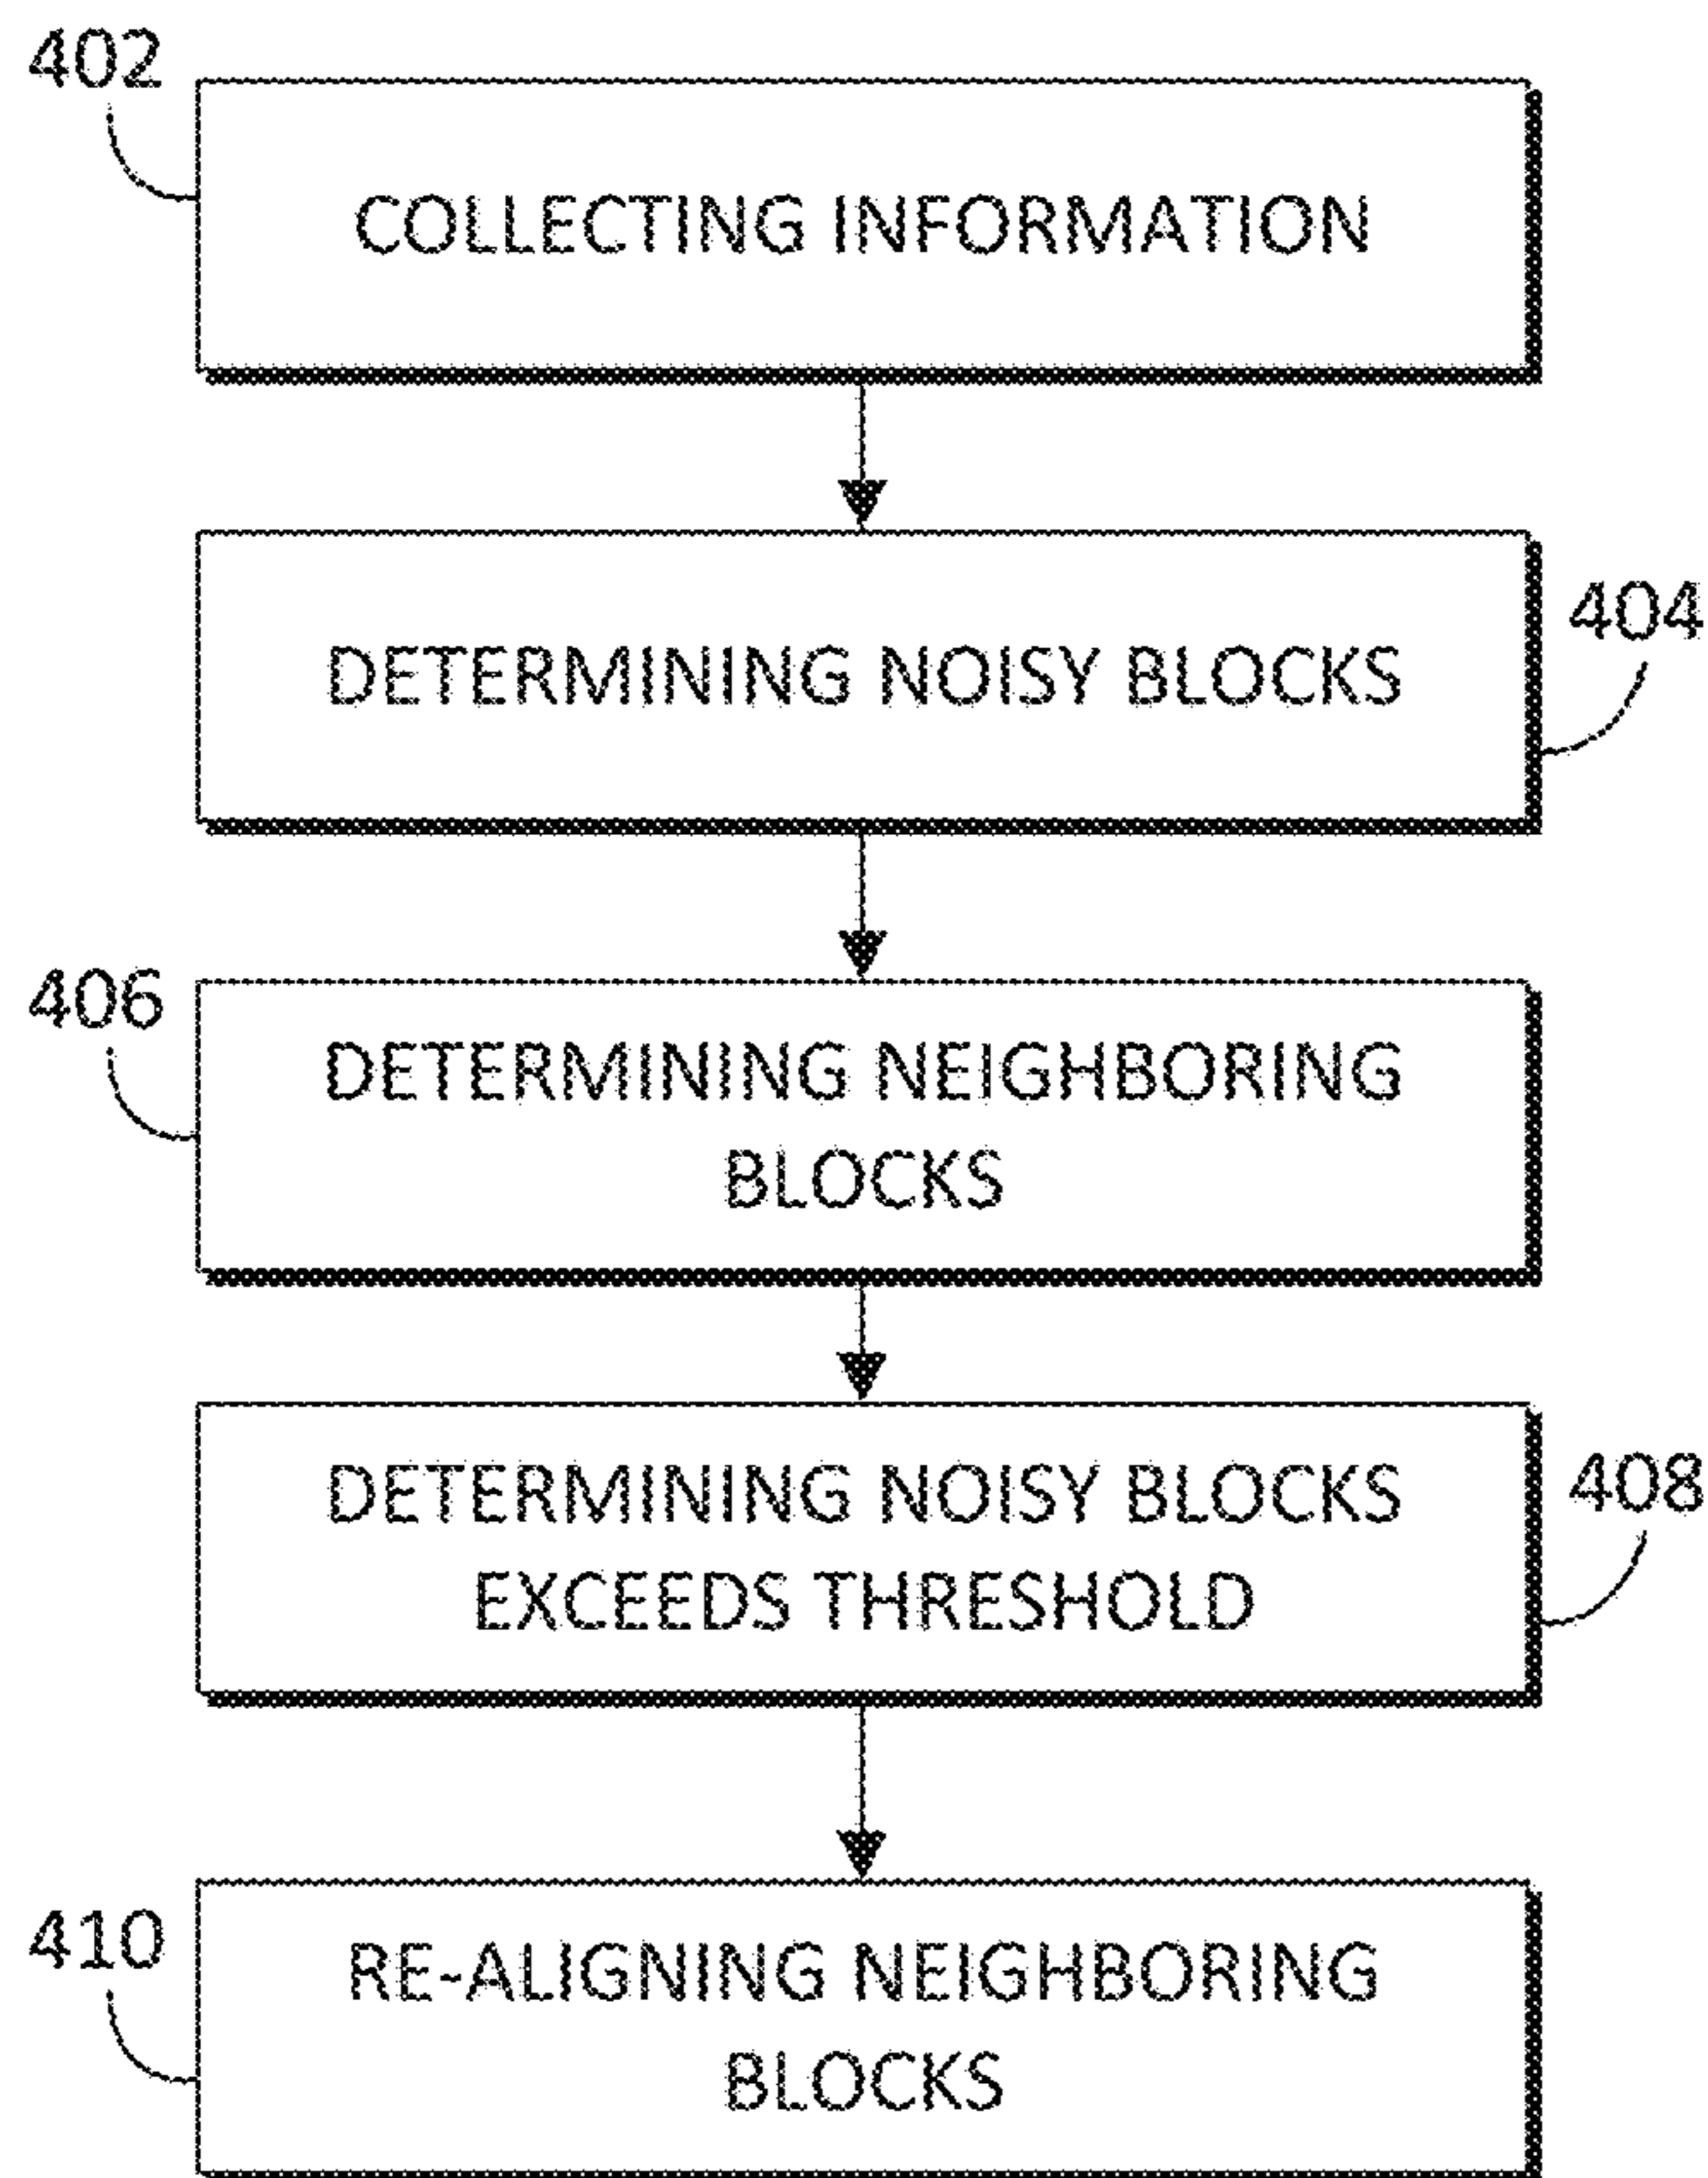 402
COLLECTING INFORMATION
DETERMINING NOISY BLOCKS
404
406
DETERMINING NEIGHBORING
BLOCKS
DETERMINING NOISY BLOCKS
EXCEEDS THRESHOLD
408
410
RE-ALIGNING NEIGHBORING
BLOCKS